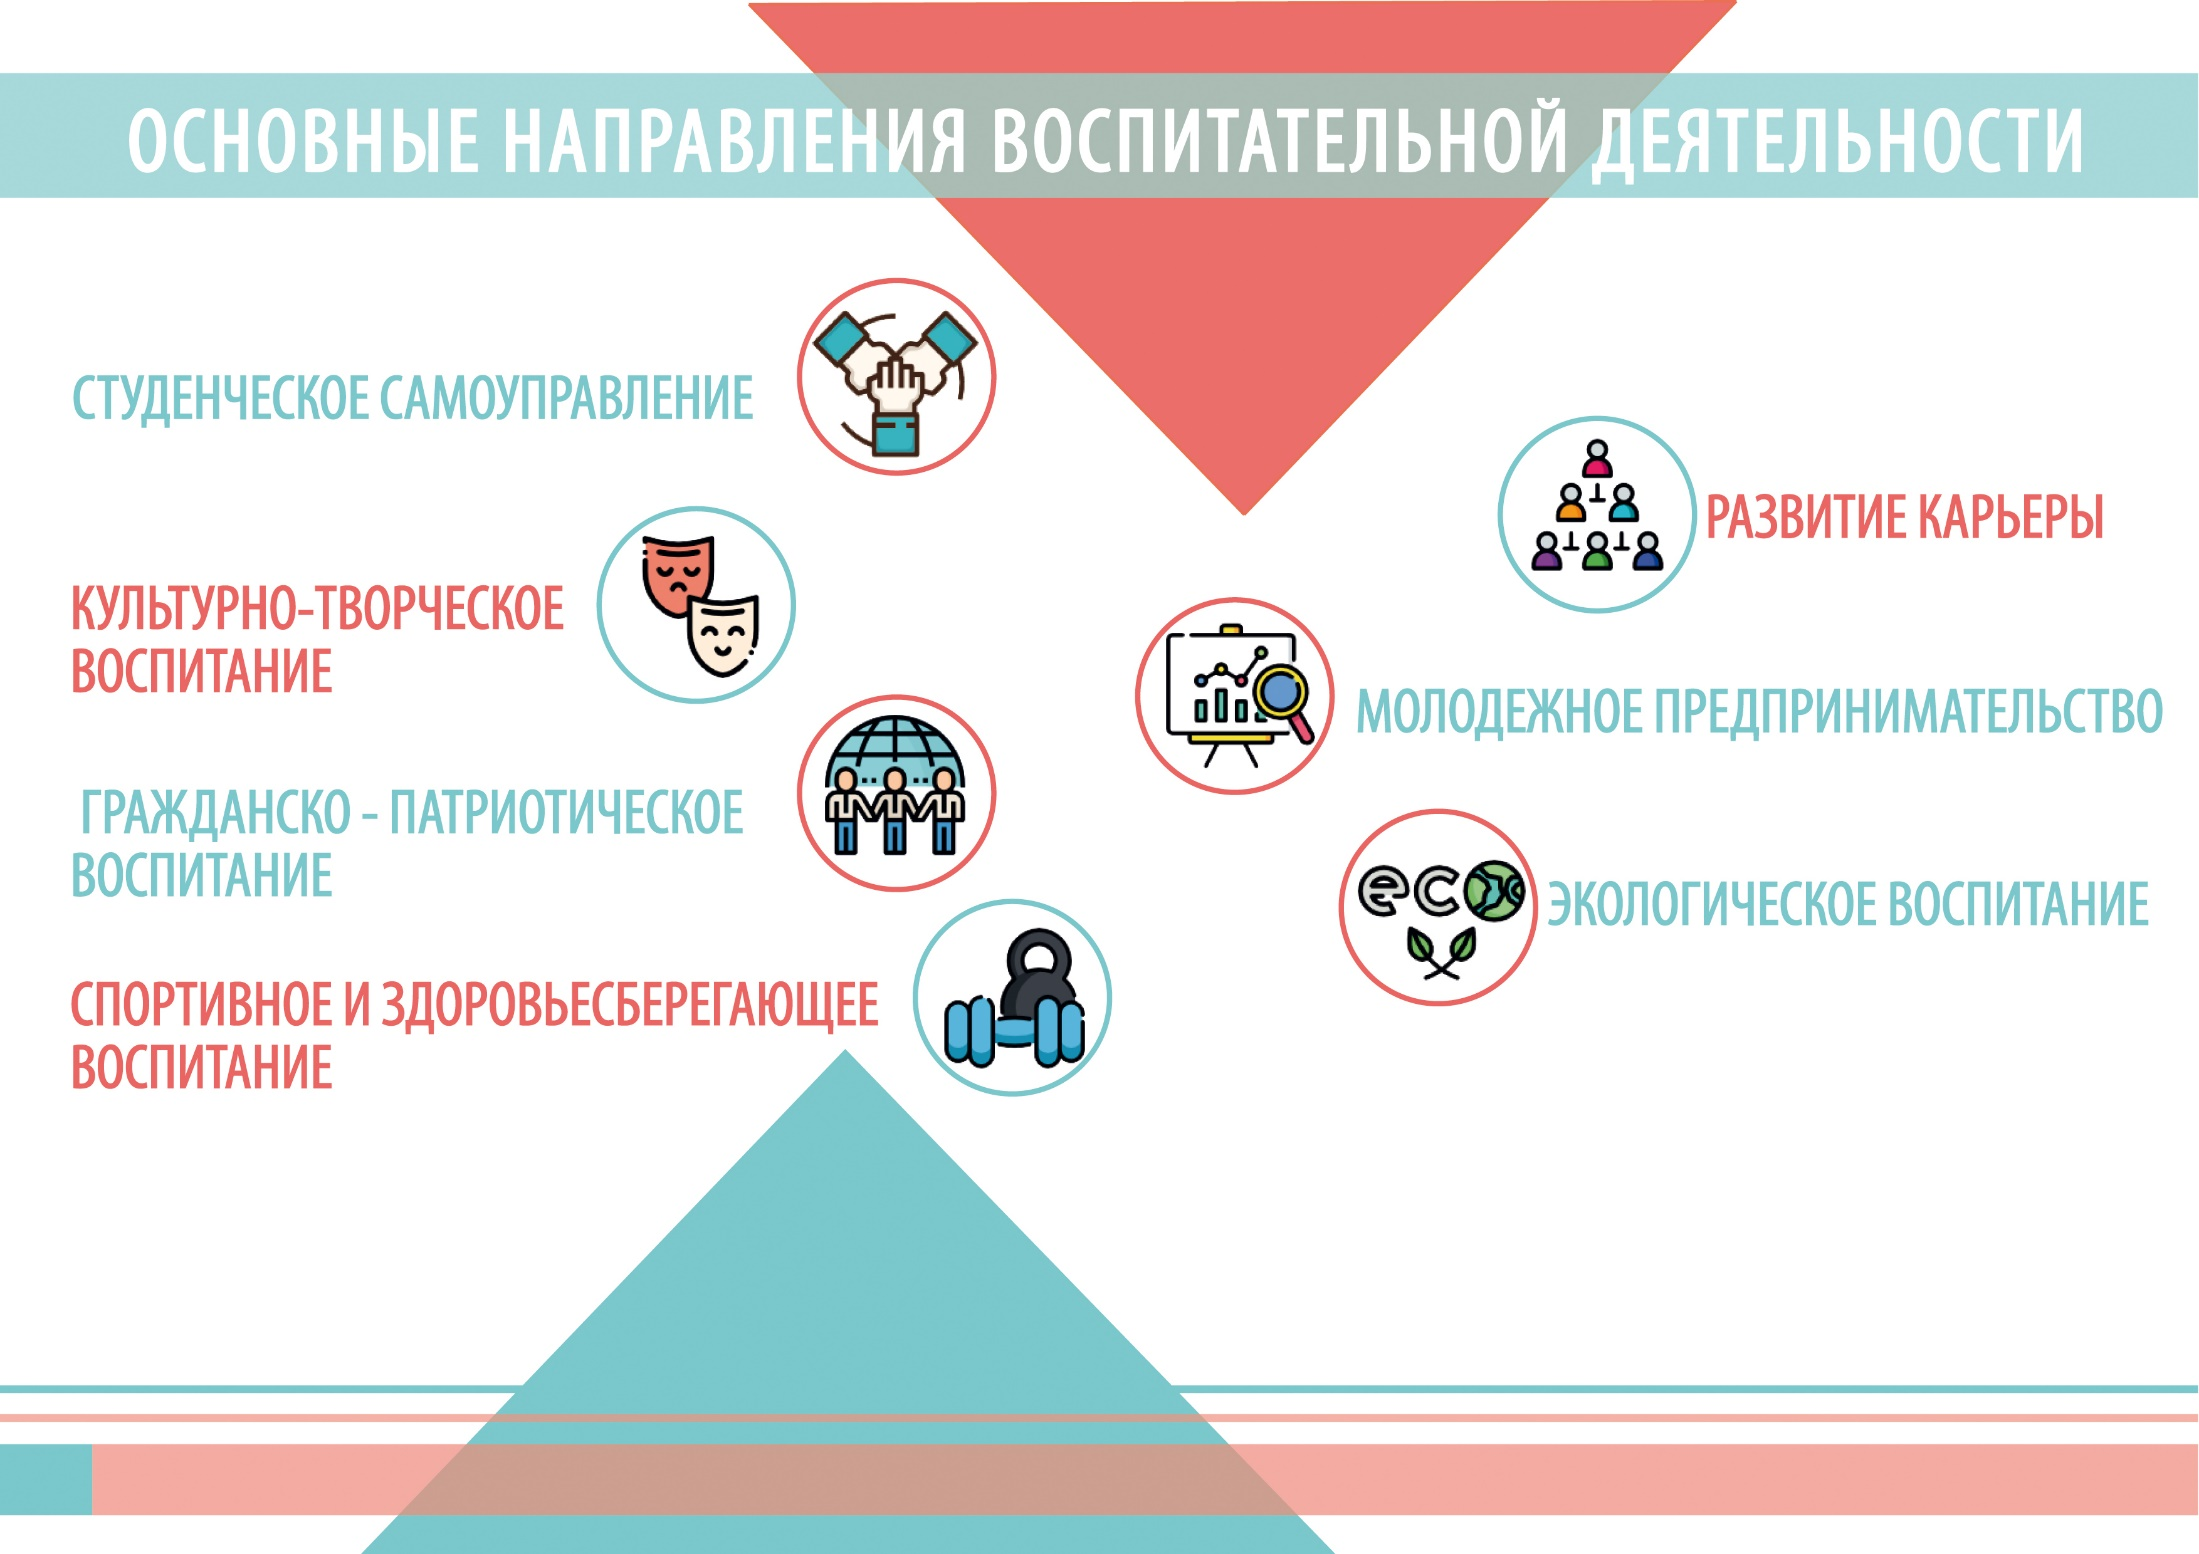 ОСНОВНЫЕ НАПРАВЛЕНИЯ ВОСПИТАТЕЛЬНОЙ ДЕЯТЕЛЬНОСТИ
СТУДЕНЧЕСКОЕ САМОУПРАВЛЕНИЕ
КУЛЬТУРНО-ТВОРЧЕСКОЕ
ВОСПИТАНИЕ
ГРАЖДАНСКО - ПАТРИОТИЧЕСКОЕ
ВОСПИТАНИЕ
СПОРТИВНОЕ И ЗДОРОВЬЕСБЕРЕГАЮЩЕЕ
ВОСПИТАНИЕ
РАЗВИТИЕ КАРЬЕРЫ
МОЛОДЕЖНОЕ ПРЕДПРИНИМАТЕЛЬСТВО
eco
ЭКОЛОГИЧЕСКОЕ ВОСПИТАНИЕ